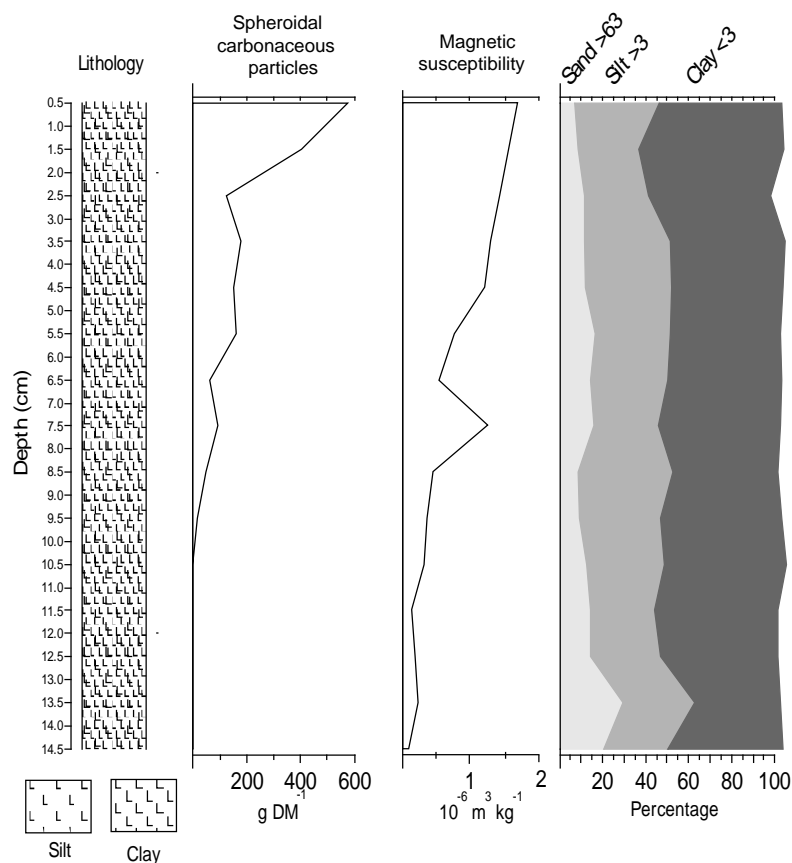 Spheroidal
carbonaceous
particles
Magnetic
susceptibility
Sand >63
Silt >3
Clay <3
Lithology
Depth (cm)
0.5
1.0
1.5
2.0
2.5
3.0
3.5
4.0
4.5
5.0
5.5
6.0
6.5
7.0
7.5
8.0
8.5
9.0
9.5
10.0
10.5
11.0
11.5
12.0
12.5
13.0
13.5
14.0
14.5
200 400 600
g DM⁻¹
1 2
10⁻⁶ m³ kg⁻¹
20 40 60 80 100
Percentage
Silt
Clay